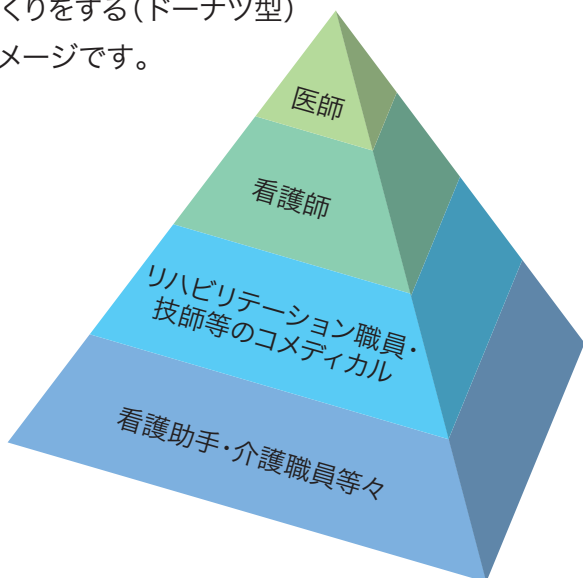 くりをする(ドーナツ型)
メージです。
医師
看護師
リハビリテーション職員・
技師等のコメディカル
看護助手・介護職員等々